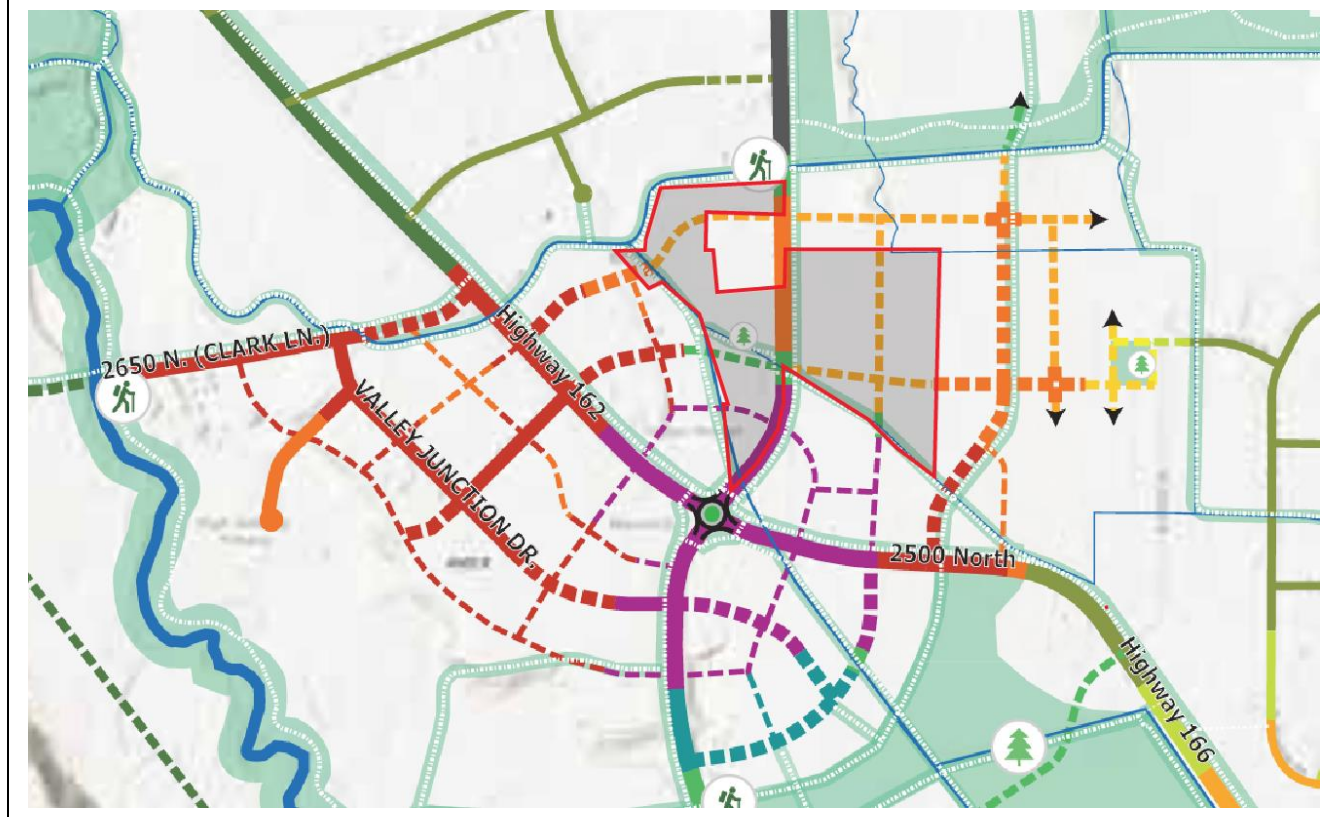 Highway 162
2650 N. (CLARK LN.)
VALLEY JUNCTION DR.
2500 North
Highway 166